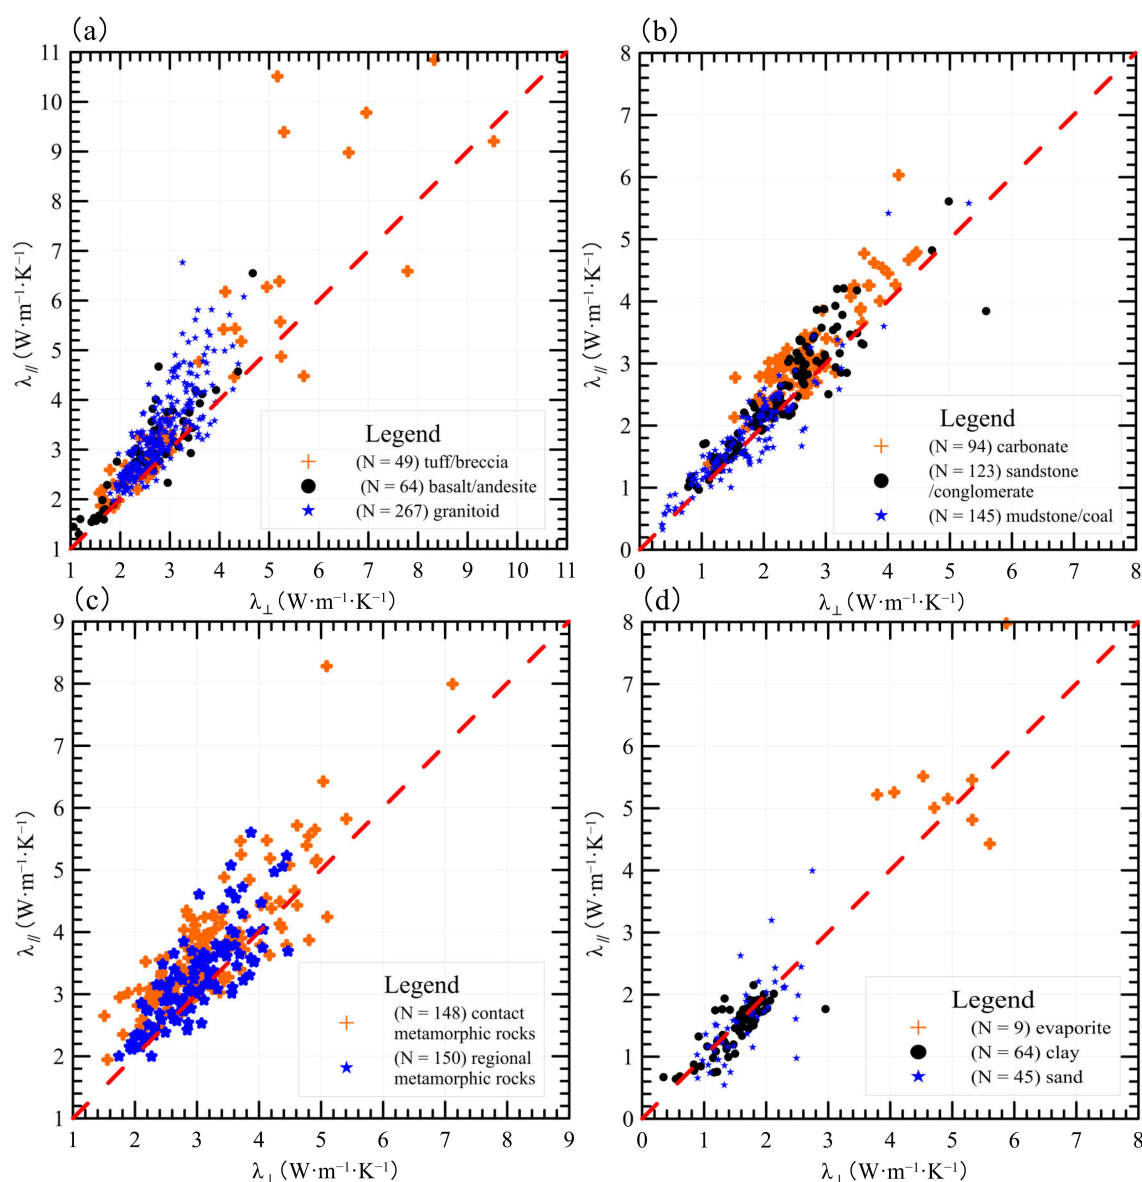 (a)
11
10
9
8
7
6
5
4
3
2
1
λ// (W·m⁻¹·K⁻¹)
Legend
(N = 49) tuff/breccia
(N = 64) basalt/andesite
(N = 267) granitoid
1 2 3 4 5 6 7 8 9 10 11
λ⊥ (W·m⁻¹·K⁻¹)
(b)
8
7
6
5
4
3
2
1
0
λ// (W·m⁻¹·K⁻¹)
Legend
(N = 94) carbonate
(N = 123) sandstone
/conglomerate
(N = 145) mudstone/coal
0 1 2 3 4 5 6 7 8
λ⊥ (W·m⁻¹·K⁻¹)
(c)
9
8
7
6
5
4
3
2
1
λ// (W·m⁻¹·K⁻¹)
Legend
(N = 148) contact
metamorphic rocks
(N = 150) regional
metamorphic rocks
1 2 3 4 5 6 7 8 9
λ⊥ (W·m⁻¹·K⁻¹)
(d)
8
7
6
5
4
3
2
1
0
λ// (W·m⁻¹·K⁻¹)
Legend
(N = 9) evaporite
(N = 64) clay
(N = 45) sand
0 1 2 3 4 5 6 7 8
λ⊥ (W·m⁻¹·K⁻¹)